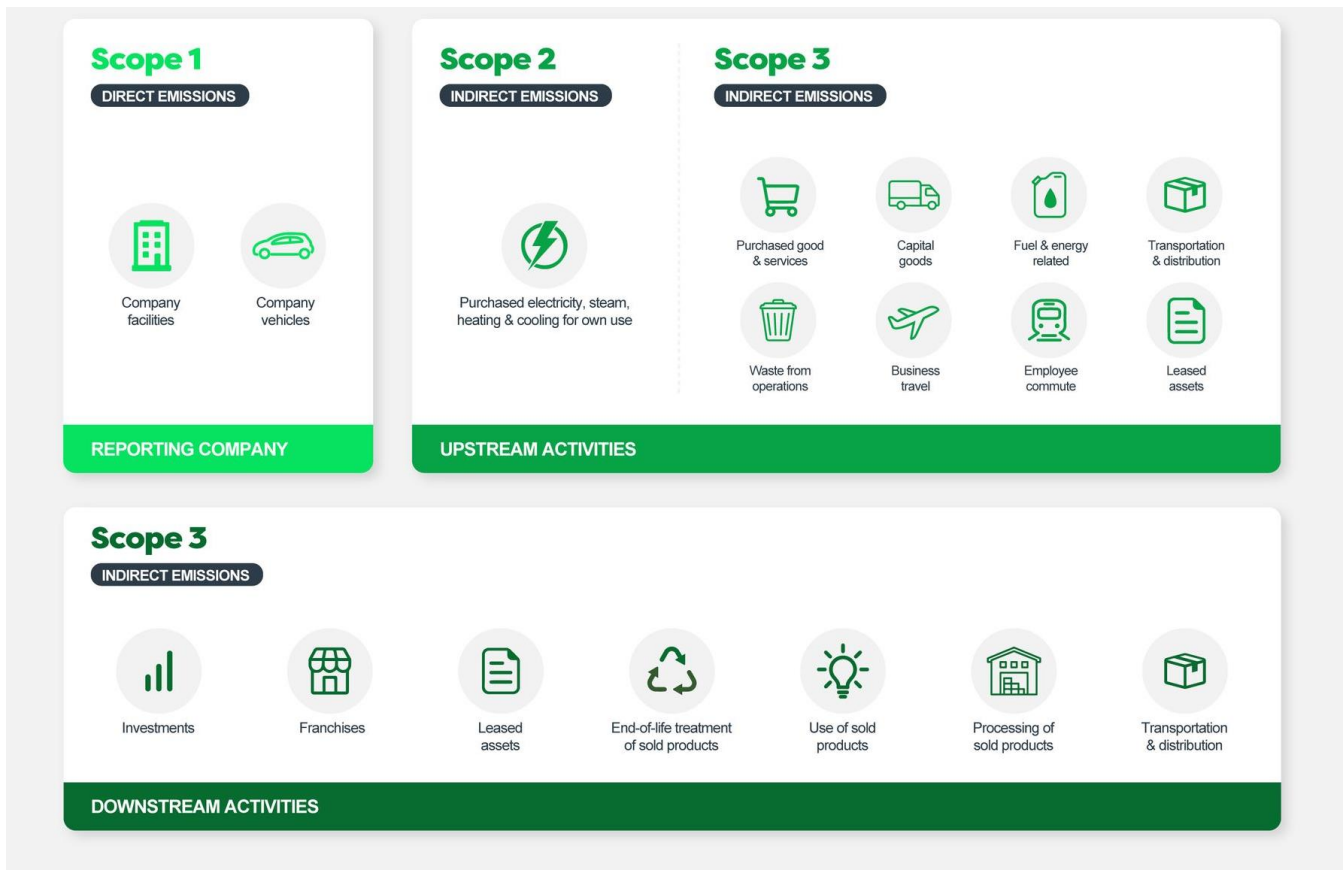 Scope 1
DIRECT EMISSIONS
Company
facilities
Company
vehicles
REPORTING COMPANY
Scope 2
INDIRECT EMISSIONS
Purchased electricity, steam,
heating & cooling for own use
Scope 3
INDIRECT EMISSIONS
Purchased good
& services
Capital
goods
Fuel & energy
related
Transportation
& distribution
Waste from
operations
Business
travel
Employee
commute
Leased
assets
UPSTREAM ACTIVITIES
Scope 3
INDIRECT EMISSIONS
Investments
Franchises
Leased
assets
End-of-life treatment
of sold products
Use of sold
products
Processing of
sold products
Transportation
& distribution
DOWNSTREAM ACTIVITIES